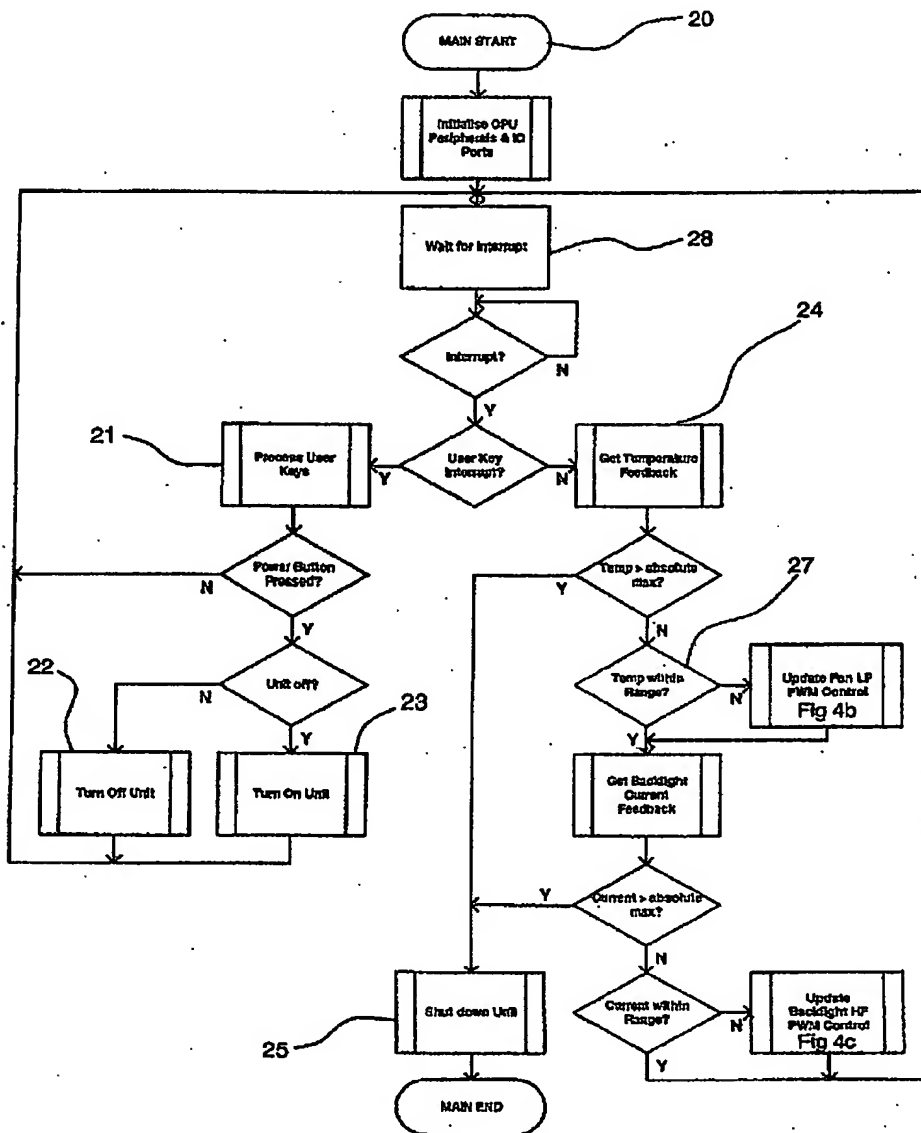 20
MAIN START
Initialise CPU
Peripherals & IO
Ports
Wait for Interrupt
28
24
Interrupt?
N
Y
21
Process User
Keys
Y
User Key
Interrupt?
N
Get Temperature
Feedback
Power Button
Pressed?
N
Y
Temp > absolute
max?
Y
N
27
22
Unit off?
N
Y
23
Temp within
Range?
N
Y
Update Fan LF
PWM Control
Fig 4b
Turn Off Unit
Turn On Unit
Get Backlight
Current
Feedback
Y
Current > absolute
max?
N
Shut down Unit
25
Current within
Range?
N
Y
Update
Backlight HF
PWM Control
Fig 4c
MAIN END